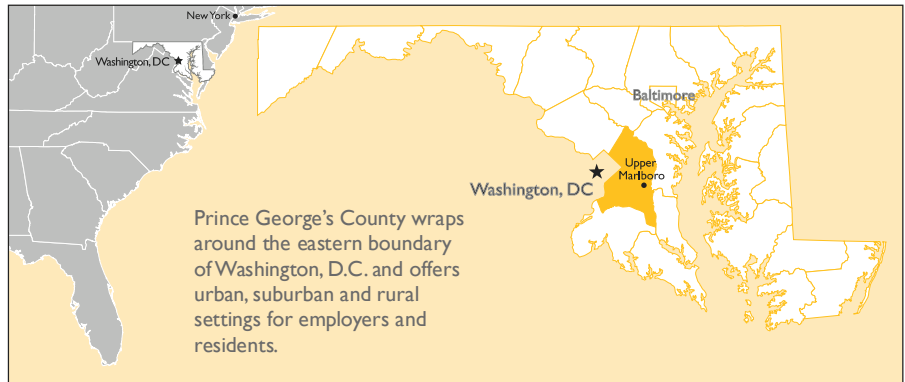 New York
Washington, DC
Baltimore
Upper
Marlboro
Washington, DC
Prince George's County wraps
around the eastern boundary
of Washington, D.C. and offers
urban, suburban and rural
settings for employers and
residents.